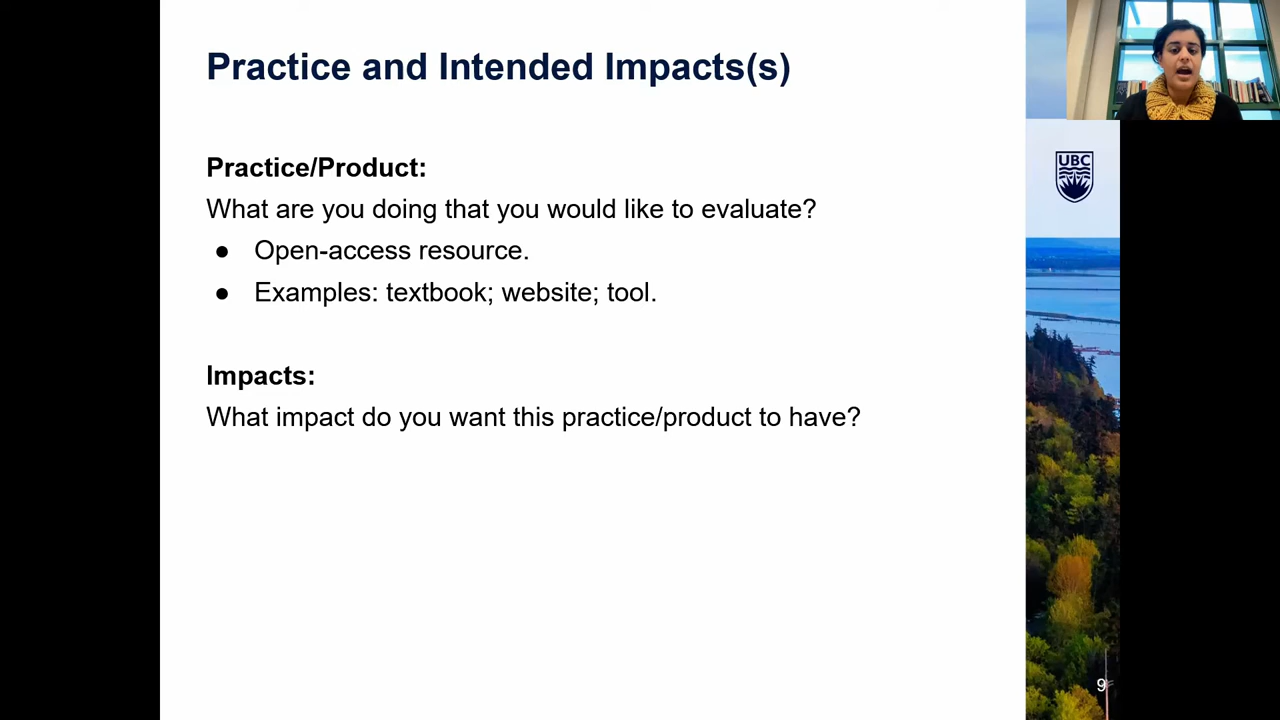 Practice and Intended Impacts(s)
Practice/Product:
What are you doing that you would like to evaluate?
● Open-access resource.
● Examples: textbook; website; tool.
Impacts:
What impact do you want this practice/product to have?
UBC
9